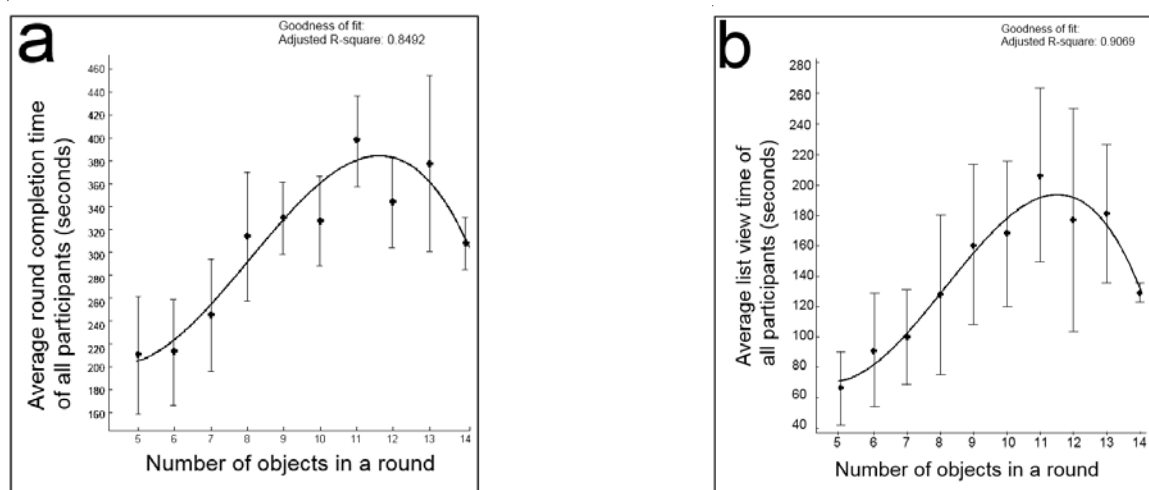 a
Goodness of fit:
Adjusted R-square: 0.8492
Average round completion time
of all participants (seconds)
460
440
420
400
380
360
340
320
300
280
260
240
220
200
180
160
5 6 7 8 9 10 11 12 13 14
Number of objects in a round
b
Goodness of fit:
Adjusted R-square: 0.9069
Average list view time of
all participants (seconds)
280
260
240
220
200
180
160
140
120
100
80
60
40
5 6 7 8 9 10 11 12 13 14
Number of objects in a round